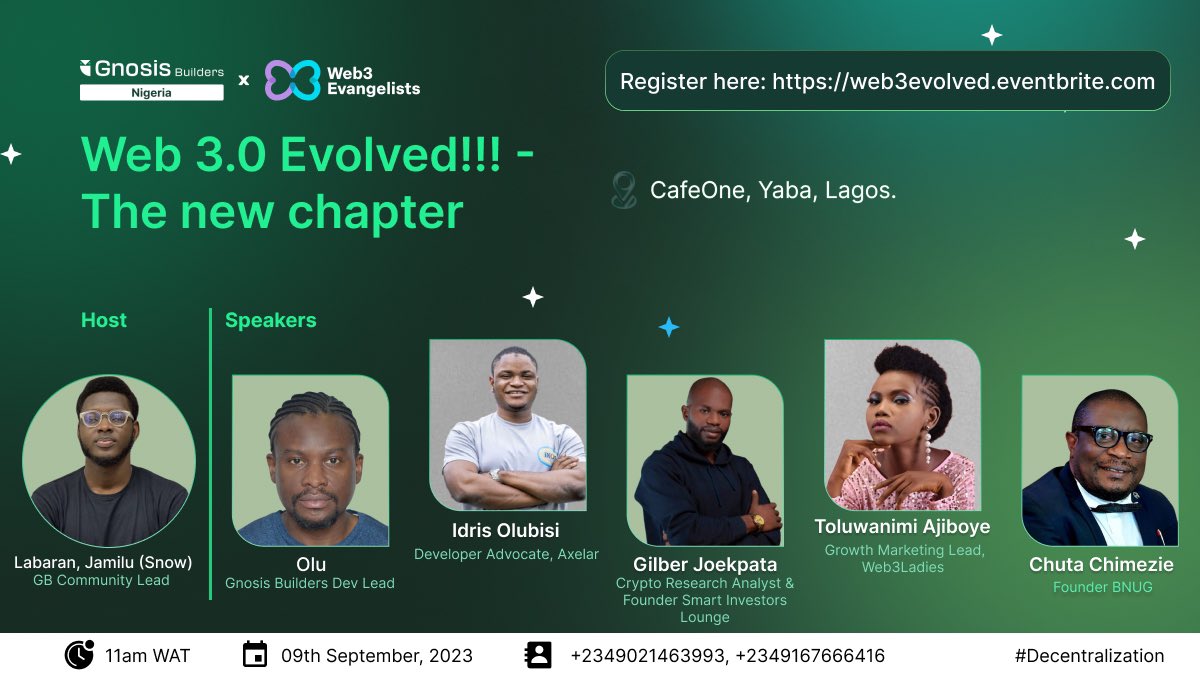 Gnosis Builders
Nigeria
x
Web3
Evangelists
Register here: https://web3evolved.eventbrite.com
Web 3.0 Evolved!!! -
The new chapter
CafeOne, Yaba, Lagos.
Host
Speakers
Labaran, Jamilu (Snow)
GB Community Lead
Olu
Gnosis Builders Dev Lead
Idris Olubisi
Developer Advocate, Axelar
Gilber Joekpata
Crypto Research Analyst &
Founder Smart Investors
Lounge
Toluwanimi Ajiboye
Growth Marketing Lead,
Web3Ladies
Chuta Chimezie
Founder BNUG
11am WAT
09th September, 2023
+2349021463993, +2349167666416
#Decentralization